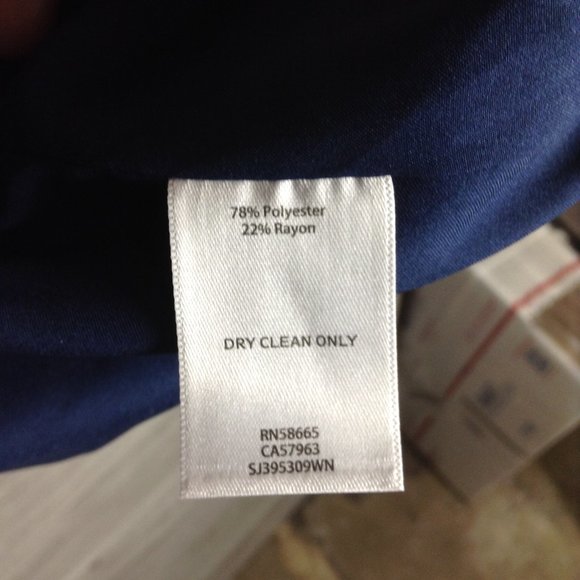 78% Polyester
22% Rayon
DRY CLEAN ONLY
RN58665
CA57963
SJ395309WN